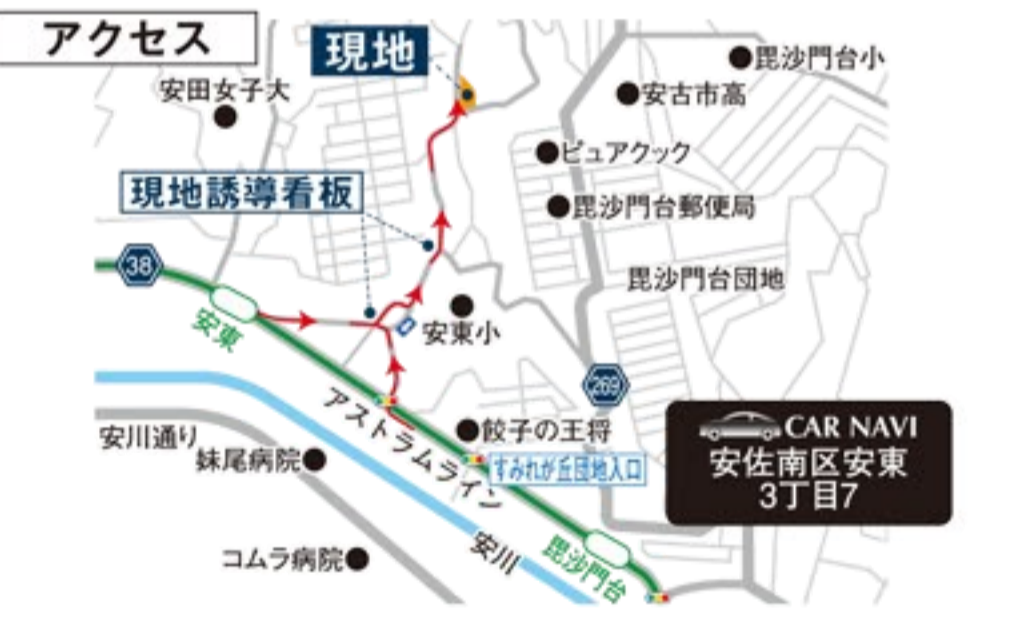 アクセス
現地
毘沙門台小
安田女子大
安古市高
ピュアクック
現地誘導看板
毘沙門台郵便局
38
毘沙門台団地
安東
安東小
269
アストラムライン
餃子の王将
CAR NAVI
安佐南区安東
3丁目7
安川通り
妹尾病院
すみれが丘団地入口
安川
毘沙門台
コムラ病院